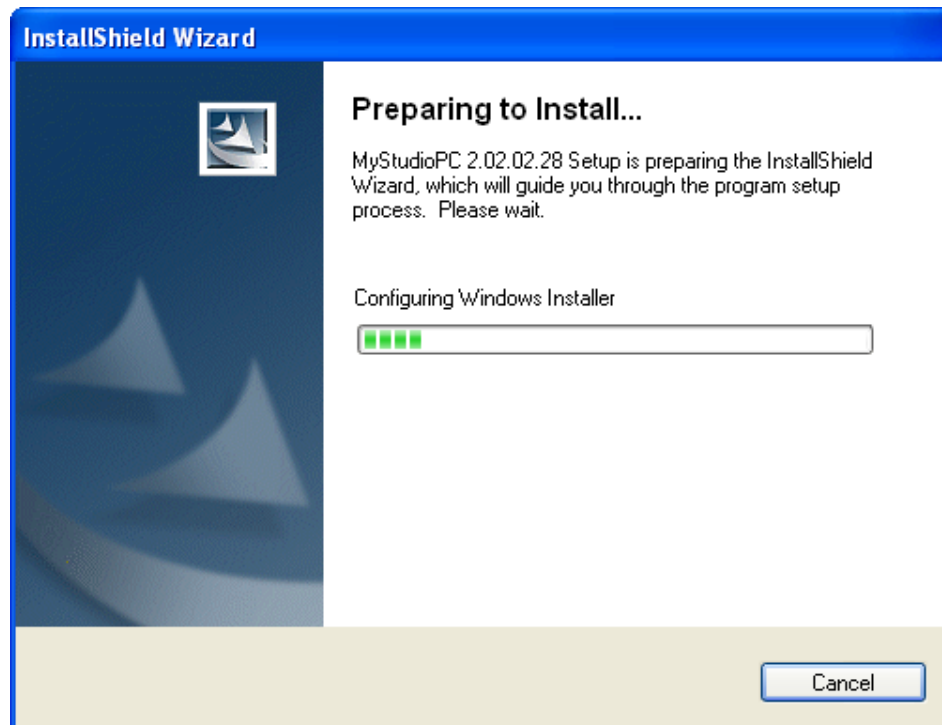 InstallShield Wizard
Preparing to Install...
MyStudioPC 2.02.02.28 Setup is preparing the InstallShield
Wizard, which will guide you through the program setup
process.  Please wait.
Configuring Windows Installer
Cancel